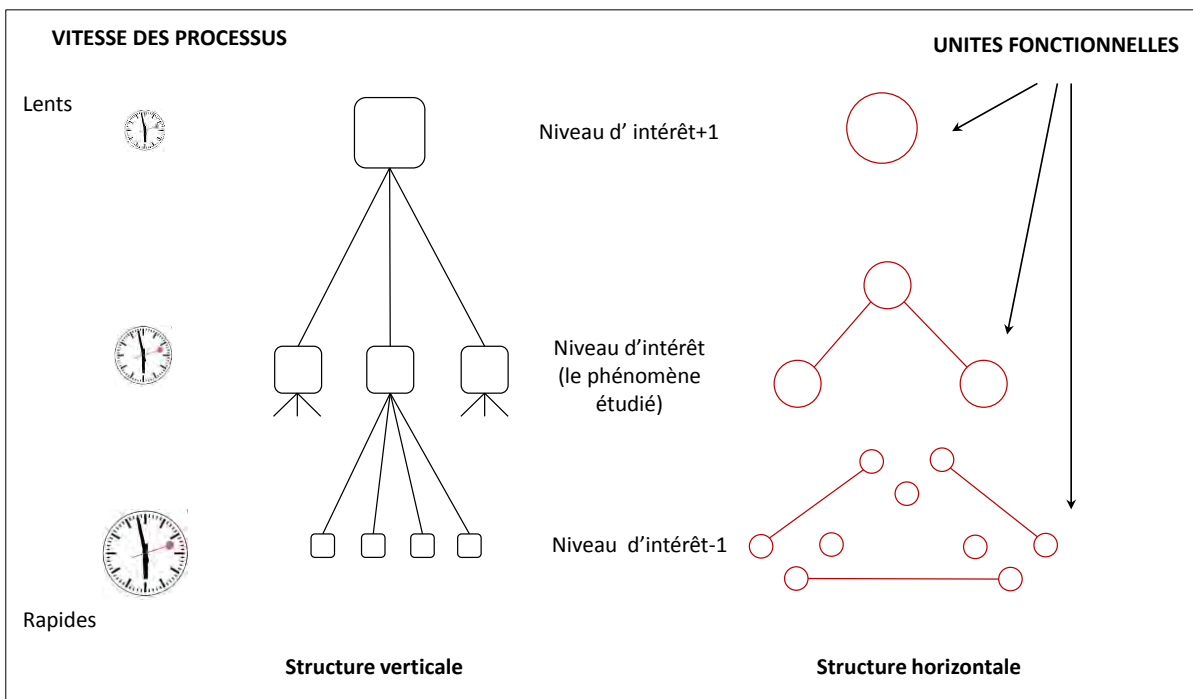 VITESSE DES PROCESSUS
UNITES FONCTIONNELLES
Lents
Niveau d' intérêt+1
Niveau d'intérêt
(le phénomène
étudié)
Niveau d'intérêt-1
Rapides
Structure verticale
Structure horizontale